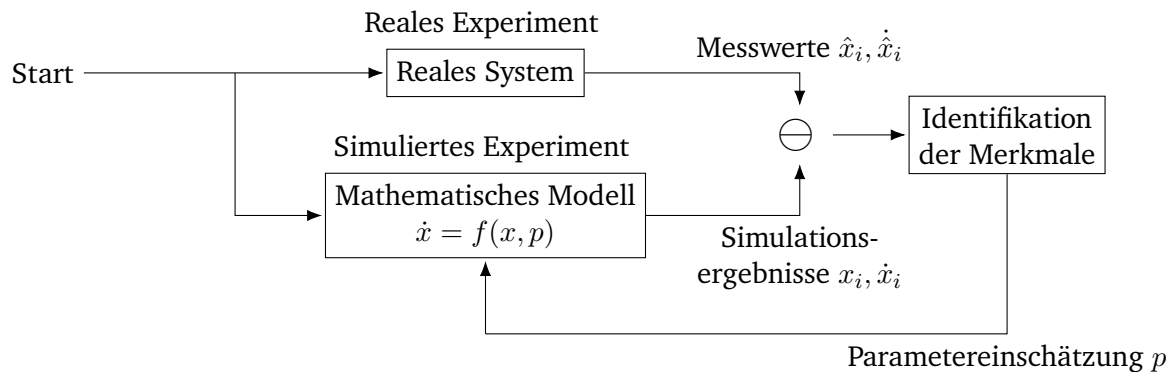 Reales Experiment
Messwerte $\hat{x}_i, \dot{\hat{x}}_i$
Start
Reales System
Identifikation
der Merkmale
Simuliertes Experiment
Mathematisches Modell
$\dot{x} = f(x, p)$
Simulations-
ergebnisse $x_i, \dot{x}_i$
Parametereinschätzung $p$